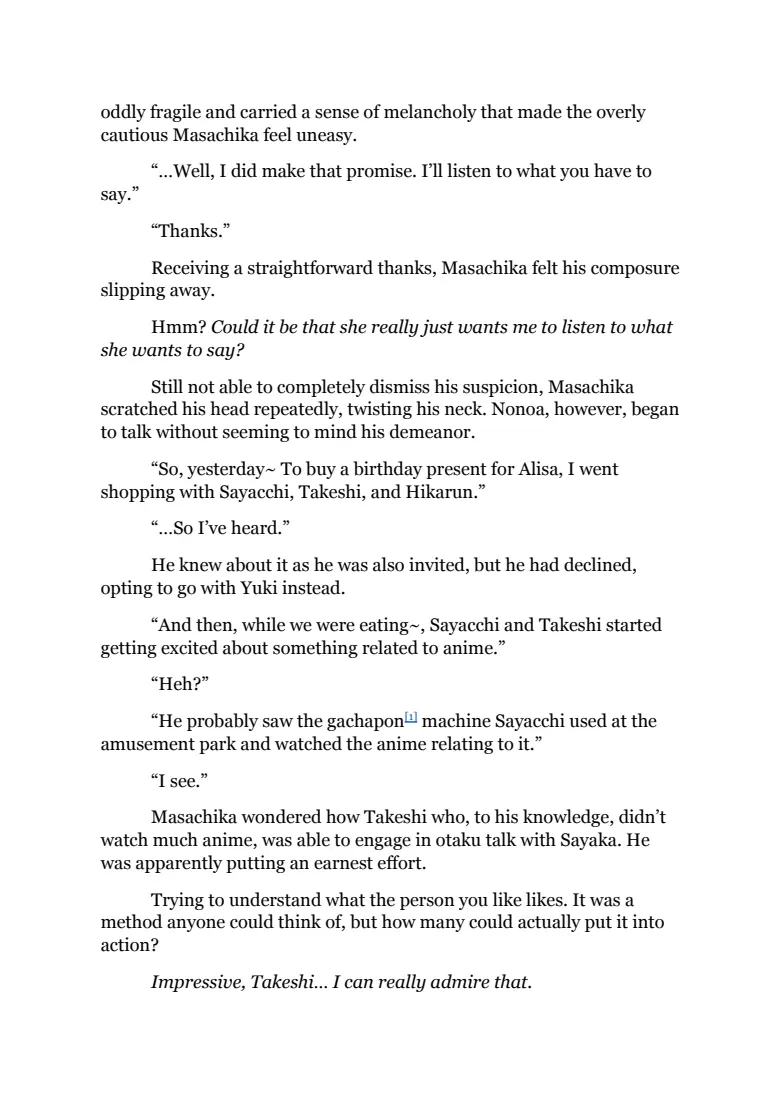 oddly fragile and carried a sense of melancholy that made the overly
cautious Masachika feel uneasy.
“…Well, I did make that promise. I’ll listen to what you have to
say.”
“Thanks.”
Receiving a straightforward thanks, Masachika felt his composure
slipping away.
Hmm? Could it be that she really just wants me to listen to what
she wants to say?
Still not able to completely dismiss his suspicion, Masachika
scratched his head repeatedly, twisting his neck. Nonoa, however, began
to talk without seeming to mind his demeanor.
“So, yesterday~ To buy a birthday present for Alisa, I went
shopping with Sayacchi, Takeshi, and Hikarun.”
“…So I’ve heard.”
He knew about it as he was also invited, but he had declined,
opting to go with Yuki instead.
“And then, while we were eating~, Sayacchi and Takeshi started
getting excited about something related to anime.”
“Heh?”
“He probably saw the gachapon[1] machine Sayacchi used at the
amusement park and watched the anime relating to it.”
“I see.”
Masachika wondered how Takeshi who, to his knowledge, didn’t
watch much anime, was able to engage in otaku talk with Sayaka. He
was apparently putting an earnest effort.
Trying to understand what the person you like likes. It was a
method anyone could think of, but how many could actually put it into
action?
Impressive, Takeshi… I can really admire that.